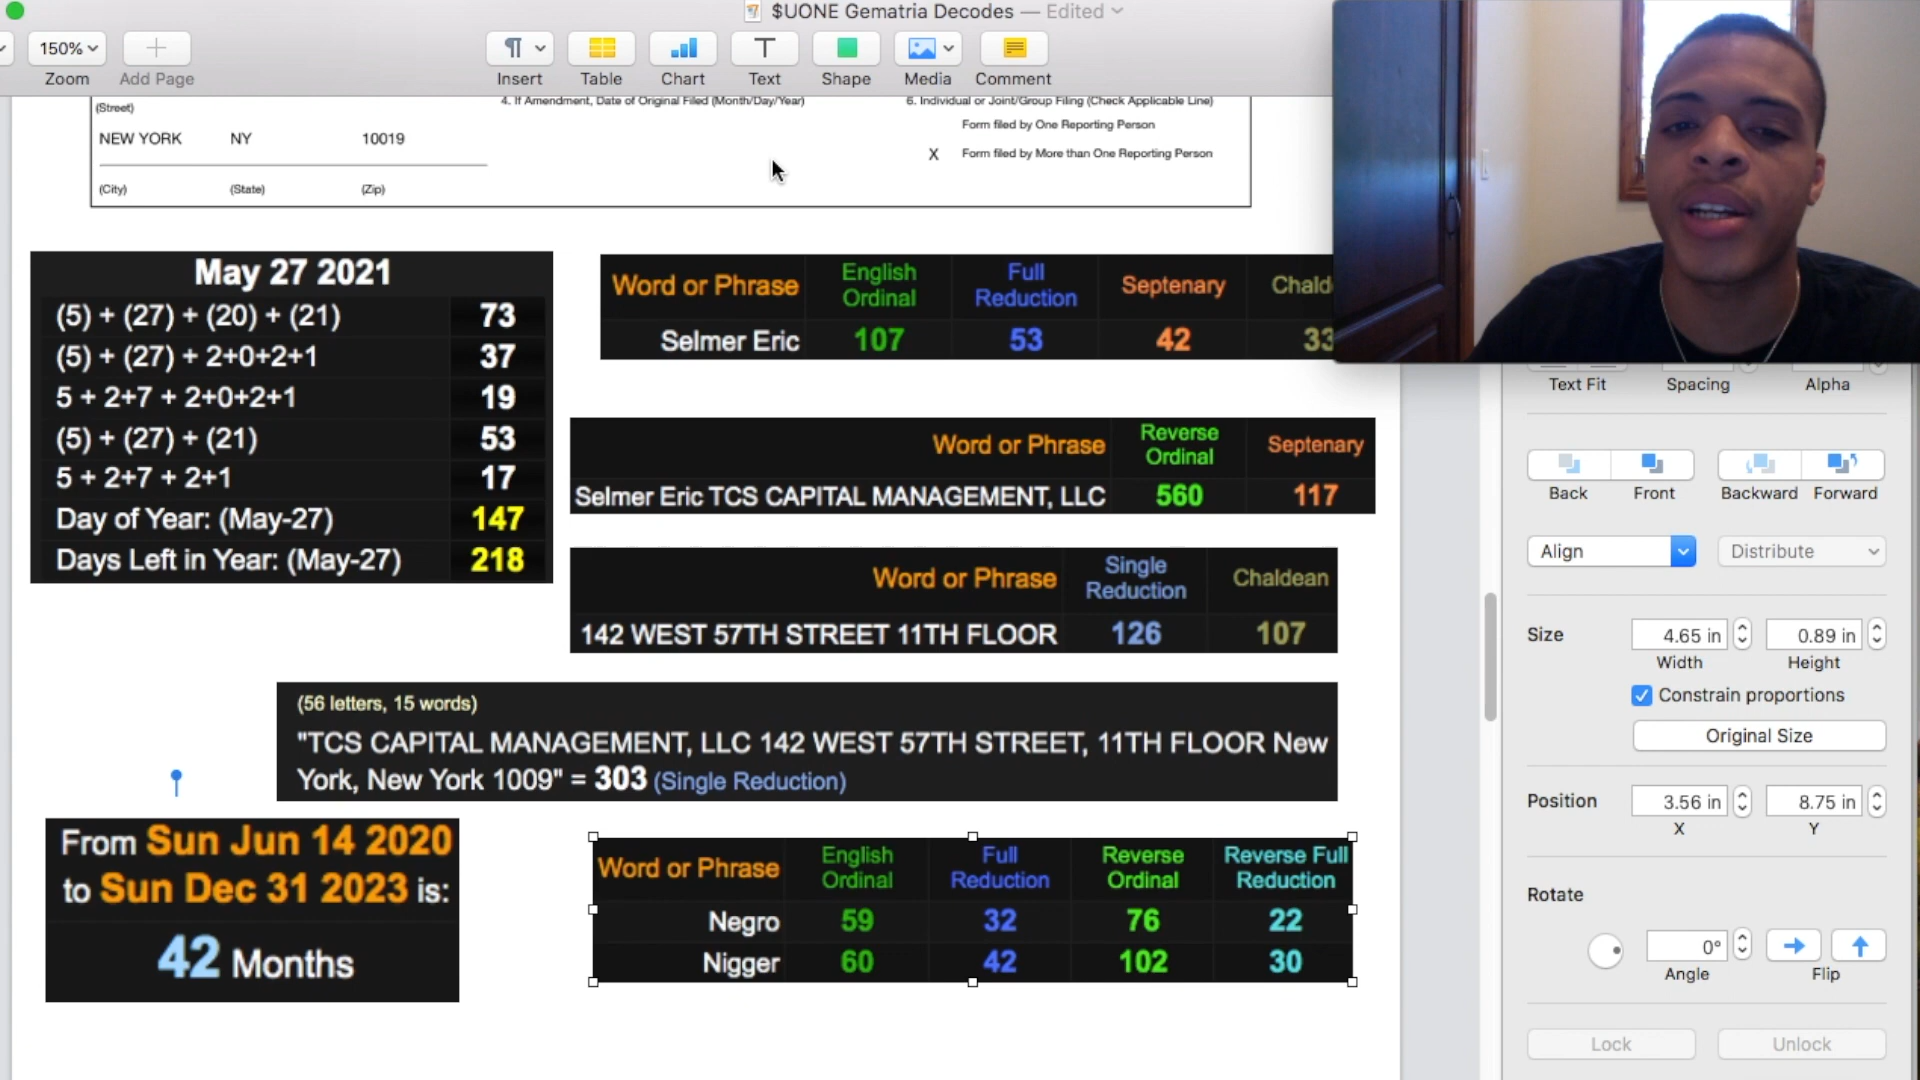 $UONE Gematria Decodes — Edited
150%
Zoom
Add Page
Insert
Table
Chart
Text
Shape
Media
Comment
(Street)
4. If Amendment, Date of Original Filed (Month/Day/Year)
6. Individual or Joint/Group Filing (Check Applicable Line)
NEW YORK NY 10019
Form filed by One Reporting Person
X Form filed by More than One Reporting Person
(City) (State) (Zip)
May 27 2021
(5) + (27) + (20) + (21) 73
(5) + (27) + 2+0+2+1 37
5 + 2+7 + 2+0+2+1 19
(5) + (27) + (21) 53
5 + 2+7 + 2+1 17
Day of Year: (May-27) 147
Days Left in Year: (May-27) 218
Word or Phrase English Ordinal Full Reduction Septenary Chald
Selmer Eric 107 53 42 33
Word or Phrase Reverse Ordinal Septenary
Selmer Eric TCS CAPITAL MANAGEMENT, LLC 560 117
Word or Phrase Single Reduction Chaldean
142 WEST 57TH STREET 11TH FLOOR 126 107
(56 letters, 15 words)
"TCS CAPITAL MANAGEMENT, LLC 142 WEST 57TH STREET, 11TH FLOOR New
York, New York 1009" = 303 (Single Reduction)
From Sun Jun 14 2020
to Sun Dec 31 2023 is:
42 Months
Word or Phrase English Ordinal Full Reduction Reverse Ordinal Reverse Full Reduction
Negro 59 32 76 22
Nigger 60 42 102 30
Text Fit
Spacing
Alpha
Back
Front
Backward
Forward
Align
Distribute
Size
4.65 in
0.89 in
Width
Height
Constrain proportions
Original Size
Position
3.56 in
8.75 in
X
Y
Rotate
0°
Angle
Flip
Lock
Unlock